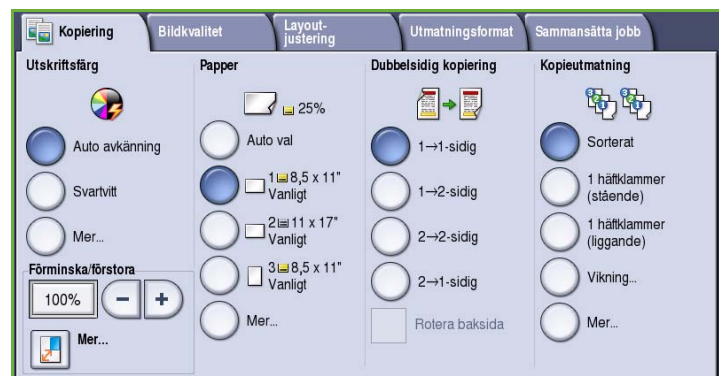 Kopiering
Bildkvalitet
Layout-
justering
Utmatningsformat
Sammansätta jobb
Utskriftsfärg
Auto avkänning
Svartvitt
Mer...
Förminska/förstora
100%
Mer...
Papper
25%
Auto val
1 8,5 x 11"
Vanligt
2 11 x 17"
Vanligt
3 8,5 x 11"
Vanligt
Mer...
Dubbelsidig kopiering
1→1-sidig
1→2-sidig
2→2-sidig
2→1-sidig
Rotera baksida
Kopieutmatning
Sorterat
1 häftklammer
(stående)
1 häftklammer
(liggande)
Vikning...
Mer...